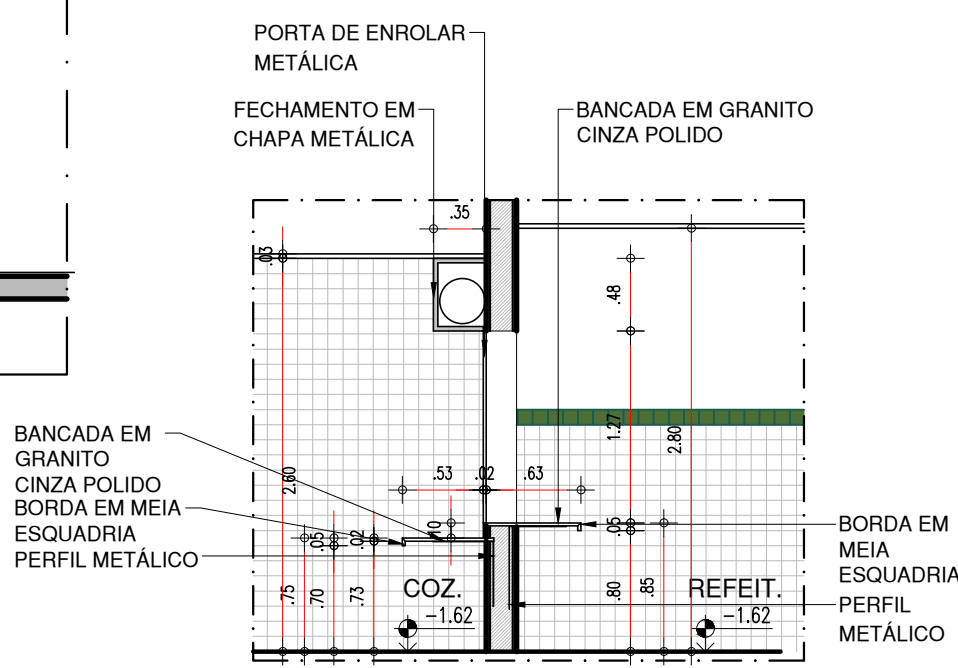 PORTA DE ENROLAR
METÁLICA
FECHAMENTO EM
CHAPA METÁLICA
BANCADA EM GRANITO
CINZA POLIDO
.35
.03
.48
1.27
2.80
2.60
.53 .02 .63
BANCADA EM
GRANITO
CINZA POLIDO
BORDA EM MEIA
ESQUADRIA
PERFIL METÁLICO
.10
.05
.02
.05
.75
.70
.73
.80
.85
COZ.
-1.62
REFEIT.
-1.62
BORDA EM
MEIA
ESQUADRIA
PERFIL
METÁLICO